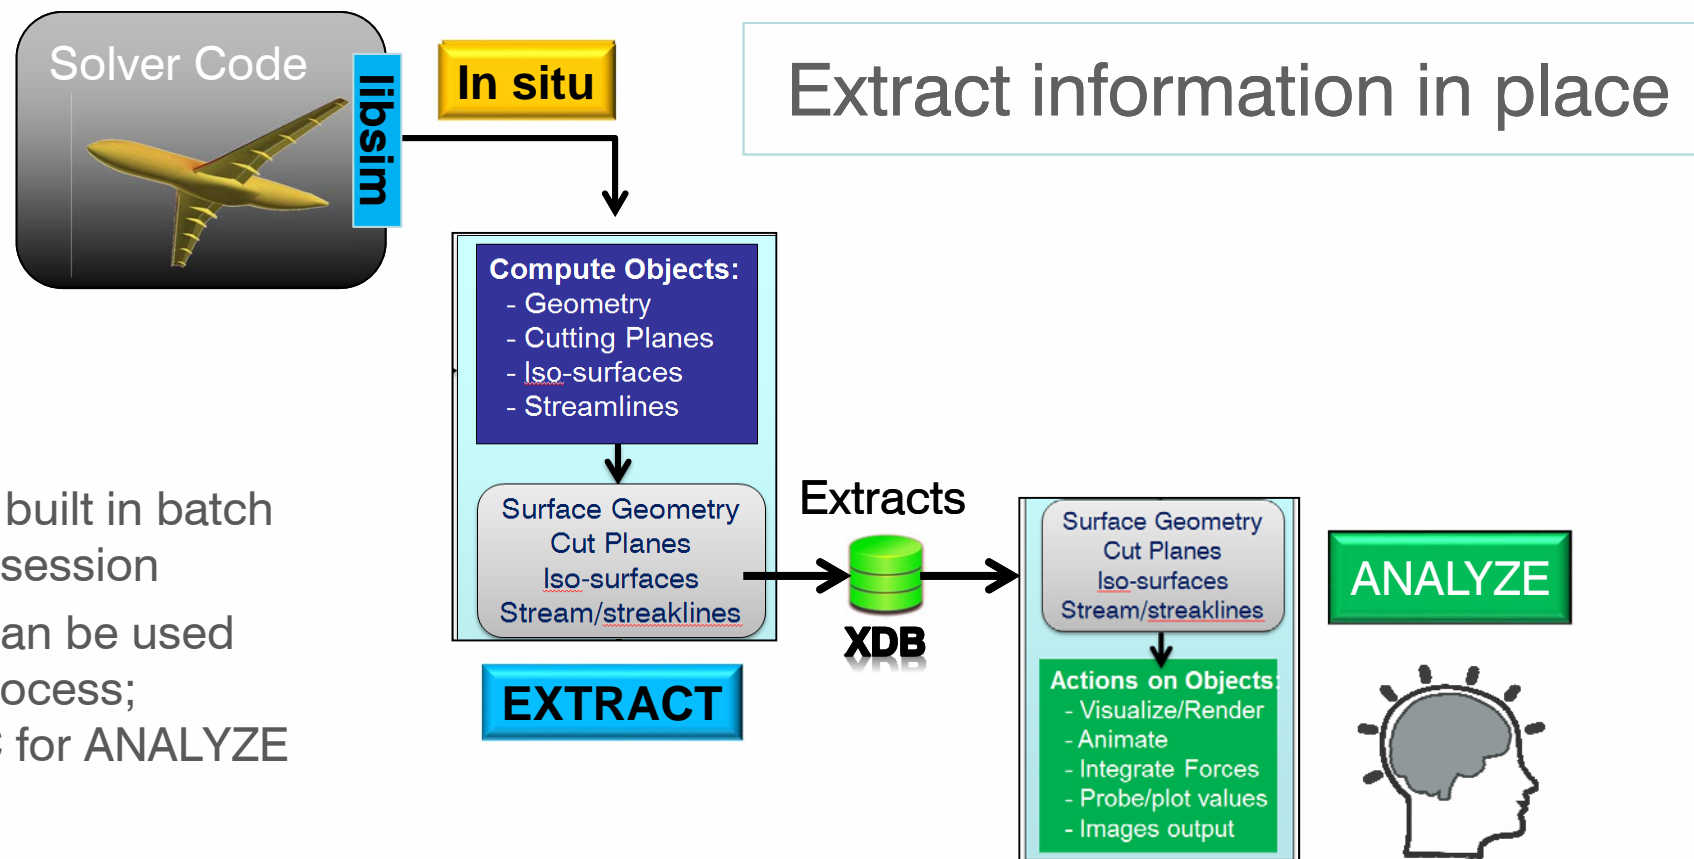 Solver Code
libsim
In situ
Extract information in place
Compute Objects:
- Geometry
- Cutting Planes
- Iso-surfaces
- Streamlines
Surface Geometry
Cut Planes
Iso-surfaces
Stream/streaklines
EXTRACT
built in batch
session
be used
for ANALYZE
Extracts
XDB
Surface Geometry
Cut Planes
Iso-surfaces
Stream/streaklines
Actions on Objects:
- Visualize/Render
- Animate
- Integrate Forces
- Probe/plot values
- Images output
ANALYZE